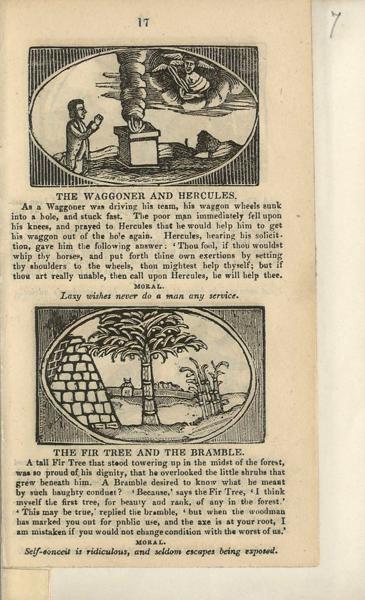 17
7
THE WAGGONER AND HERCULES.
As a Waggoner was driving his team, his waggon wheels sunk
into a hole, and stuck fast. The poor man immediately fell upon
his knees, and prayed to Hercules that he would help him to get
his waggon out of the hole again. Hercules, hearing his solicit-
tion, gave him the following answer: ‘Thou fool, if thou wouldst
whip thy horses, and put forth thine own exertions by setting
thy shoulders to the wheels, thou mightest help thyself; but if
thou art really unable, then call upon Hercules, he will help thee.
MORAL.
Lazy wishes never do a man any service.
THE FIR TREE AND THE BRAMBLE.
A tall Fir Tree that stood towering up in the midst of the forest,
was so proud of his dignity, that he overlooked the little shrubs that
grew beneath him. A Bramble desired to know what he meant
by such haughty conduct? ‘Because,’ says the Fir Tree, ‘I think
myself the first tree, for beauty and rank, of any in the forest.’
‘This may be true,’ replied the bramble, ‘but when the woodman
has marked you out for public use, and the axe is at your root, I
am mistaken if you would not change condition with the worst of us.’
MORAL.
Self-conceit is ridiculous, and seldom escapes being exposed.